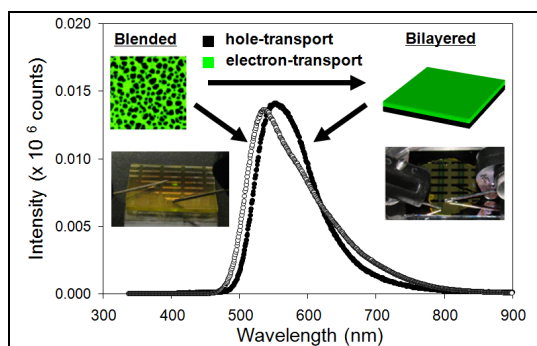 Blended
hole-transport
electron-transport
Bilayered
Intensity (x 10 6 counts)
0.020
0.015
0.010
0.005
0.000
300 400 500 600 700 800 900
Wavelength (nm)